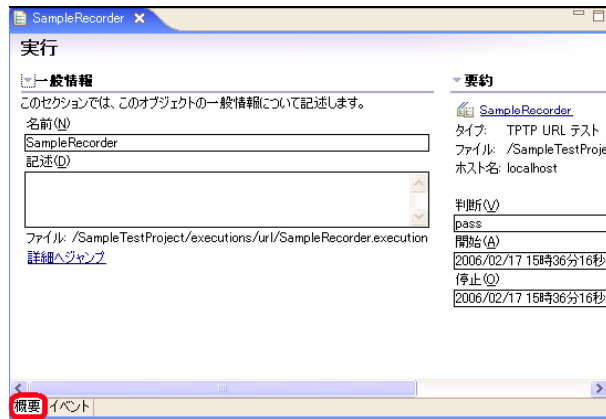 SampleRecorder
実行
一般情報
このセクションでは、このオブジェクトの一般情報について記述します。
名前(N)
SampleRecorder
記述(D)
ファイル: /SampleTestProject/executions/url/SampleRecorder.execution
詳細へジャンプ
要約
SampleRecorder
タイプ: TPTP URL テスト
ファイル: /SampleTestProje
ホスト名: localhost
判断(V)
pass
開始(A)
2006/02/17 15時36分16秒
停止(O)
2006/02/17 15時36分16秒
概要 イベント